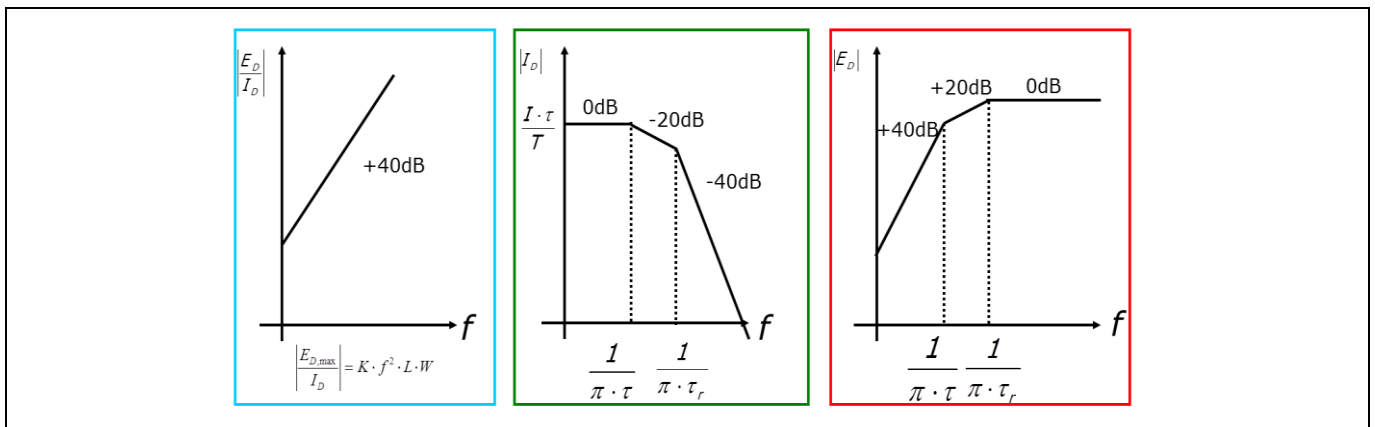 |E_D / I_D|
+40dB
f
|E_D,max / I_D| = K · f² · L · W
|I_D|
I · τ / T
0dB
-20dB
-40dB
f
1 / π · τ
1 / π · τ_r
|E_D|
+40dB
+20dB
0dB
f
1 / π · τ
1 / π · τ_r